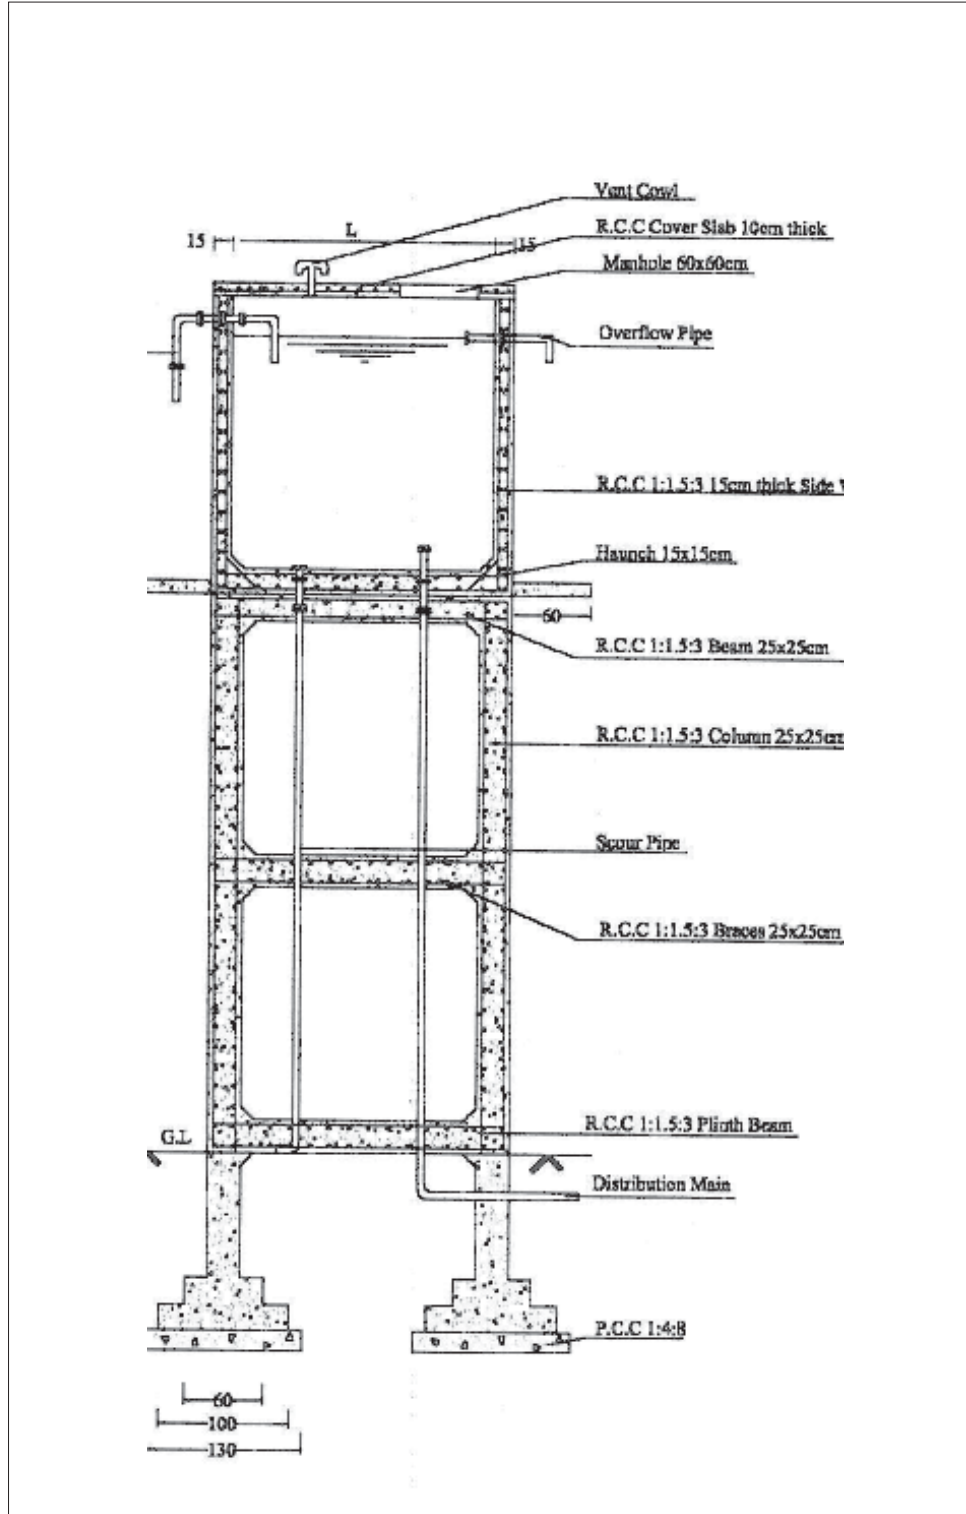 Vent Cowl
L
R.C.C Cover Slab 10cm thick
15
15
Manhole 60x60cm
Overflow Pipe
R.C.C 1:1.5:3 15cm thick Side
Haunch 15x15cm
60
R.C.C 1:1.5:3 Beam 25x25cm
R.C.C 1:1.5:3 Column 25x25cm
Scour Pipe
R.C.C 1:1.5:3 Braces 25x25cm
R.C.C 1:1.5:3 Plinth Beam
G.L
Distribution Main
P.C.C 1:4:8
60
100
130